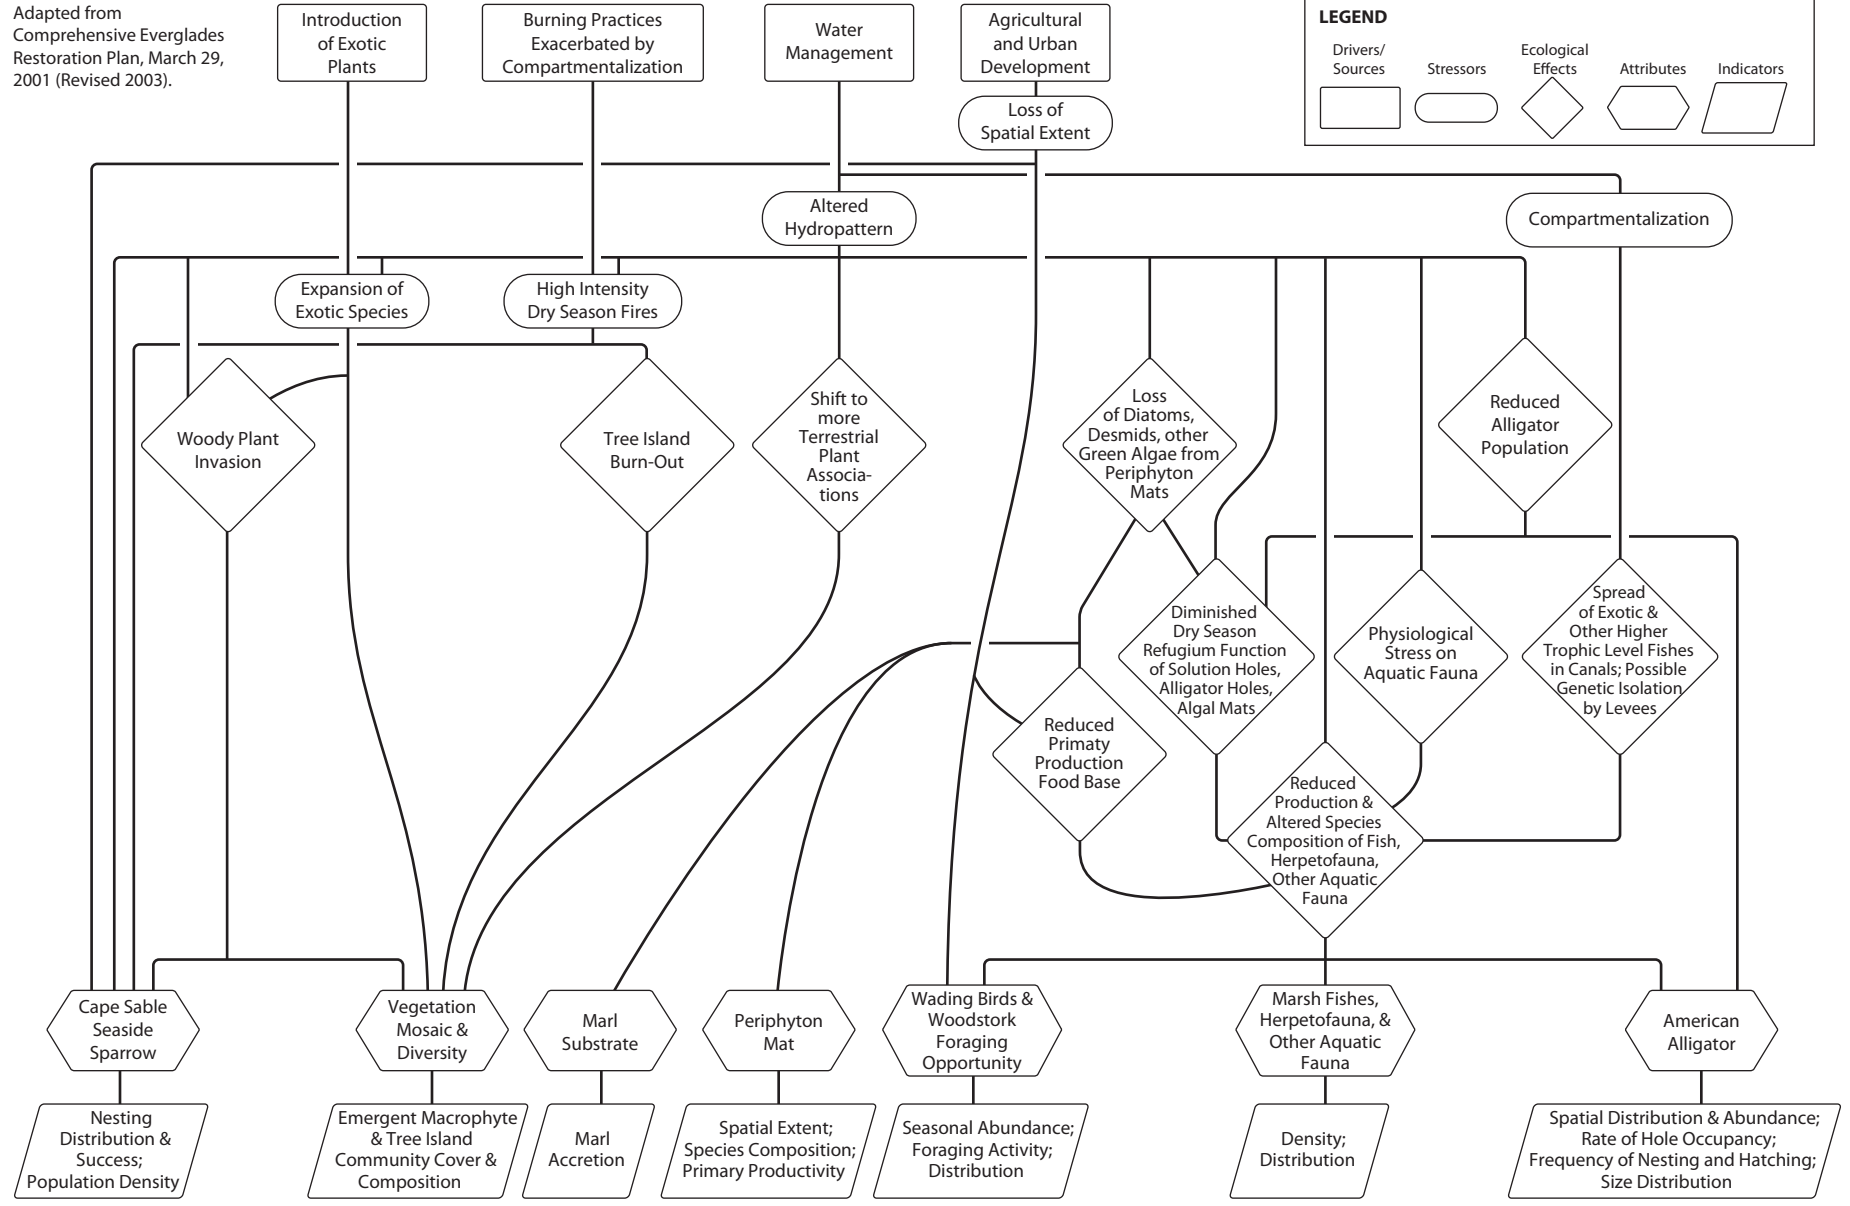 Adapted from
Comprehensive Everglades
Restoration Plan, March 29,
2001 (Revised 2003).
Introduction
of Exotic
Plants
Burning Practices
Exacerbated by
Compartmentalization
Water
Management
Agricultural
and Urban
Development
LEGEND
Drivers/
Sources
Stressors
Ecological
Effects
Attributes
Indicators
Loss of
Spatial Extent
Altered
Hydropattern
Compartmentalization
Expansion of
Exotic Species
High Intensity
Dry Season Fires
Woody Plant
Invasion
Tree Island
Burn-Out
Shift to
more
Terrestrial
Plant
Associa-
tions
Loss
of Diatoms,
Desmids, other
Green Algae from
Periphyton
Mats
Reduced
Alligator
Population
Diminished
Dry Season
Refugium Function
of Solution Holes,
Alligator Holes,
Algal Mats
Physiological
Stress on
Aquatic Fauna
Spread
of Exotic &
Other Higher
Trophic Level Fishes
in Canals; Possible
Genetic Isolation
by Levees
Reduced
Primaty
Production
Food Base
Reduced
Production &
Altered Species
Composition of Fish,
Herpetofauna,
Other Aquatic
Fauna
Cape Sable
Seaside
Sparrow
Vegetation
Mosaic &
Diversity
Marl
Substrate
Periphyton
Mat
Wading Birds &
Woodstork
Foraging
Opportunity
Marsh Fishes,
Herpetofauna, &
Other Aquatic
Fauna
American
Alligator
Nesting
Distribution &
Success;
Population Density
Emergent Macrophyte
& Tree Island
Community Cover &
Composition
Marl
Accretion
Spatial Extent;
Species Composition;
Primary Productivity
Seasonal Abundance;
Foraging Activity;
Distribution
Density;
Distribution
Spatial Distribution & Abundance;
Rate of Hole Occupancy;
Frequency of Nesting and Hatching;
Size Distribution